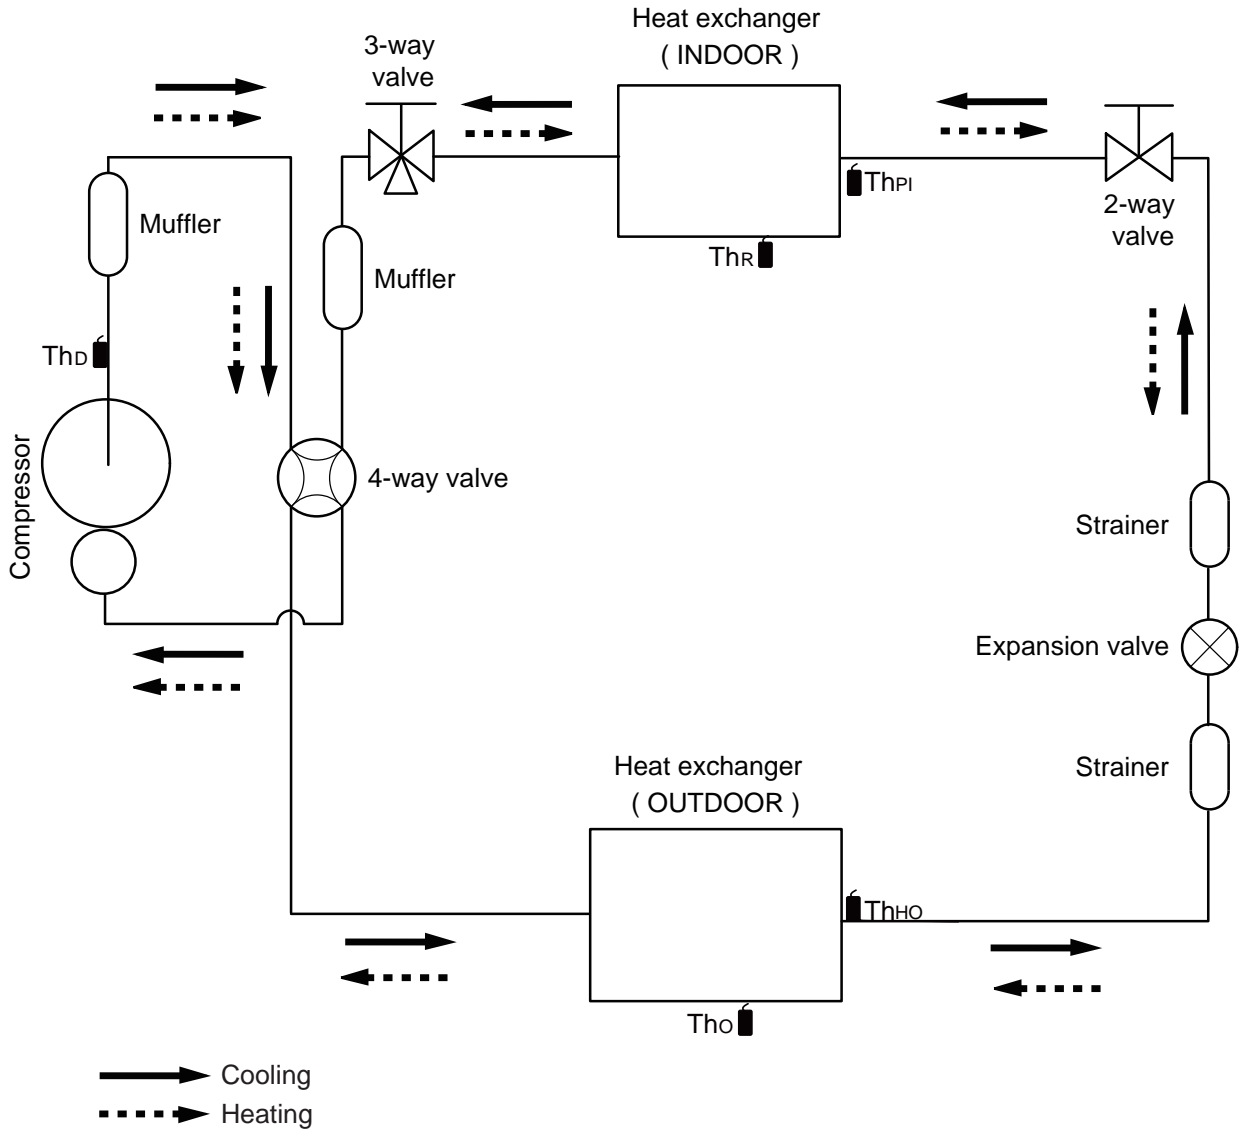 Heat exchanger
( INDOOR )
3-way
valve
ThPI
2-way
valve
Muffler
ThR
Muffler
ThD
Compressor
4-way valve
Strainer
Expansion valve
Strainer
Heat exchanger
( OUTDOOR )
ThHO
ThO
Cooling
Heating